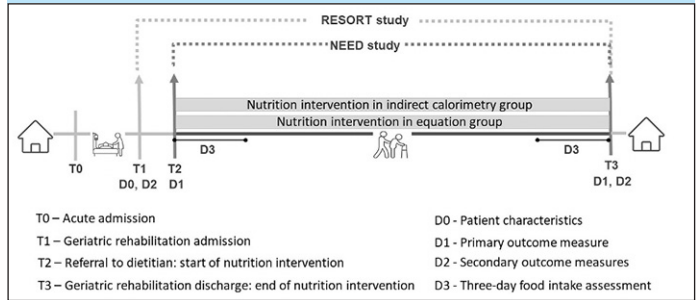 RESORT study
NEED study
Nutrition intervention in indirect calorimetry group
Nutrition intervention in equation group
D3
D3
T0
T1
T2
T3
D0, D2
D1
D1, D2
T0 – Acute admission
T1 – Geriatric rehabilitation admission
T2 – Referral to dietitian: start of nutrition intervention
T3 – Geriatric rehabilitation discharge: end of nutrition intervention
D0 - Patient characteristics
D1 - Primary outcome measure
D2 - Secondary outcome measures
D3 - Three-day food intake assessment